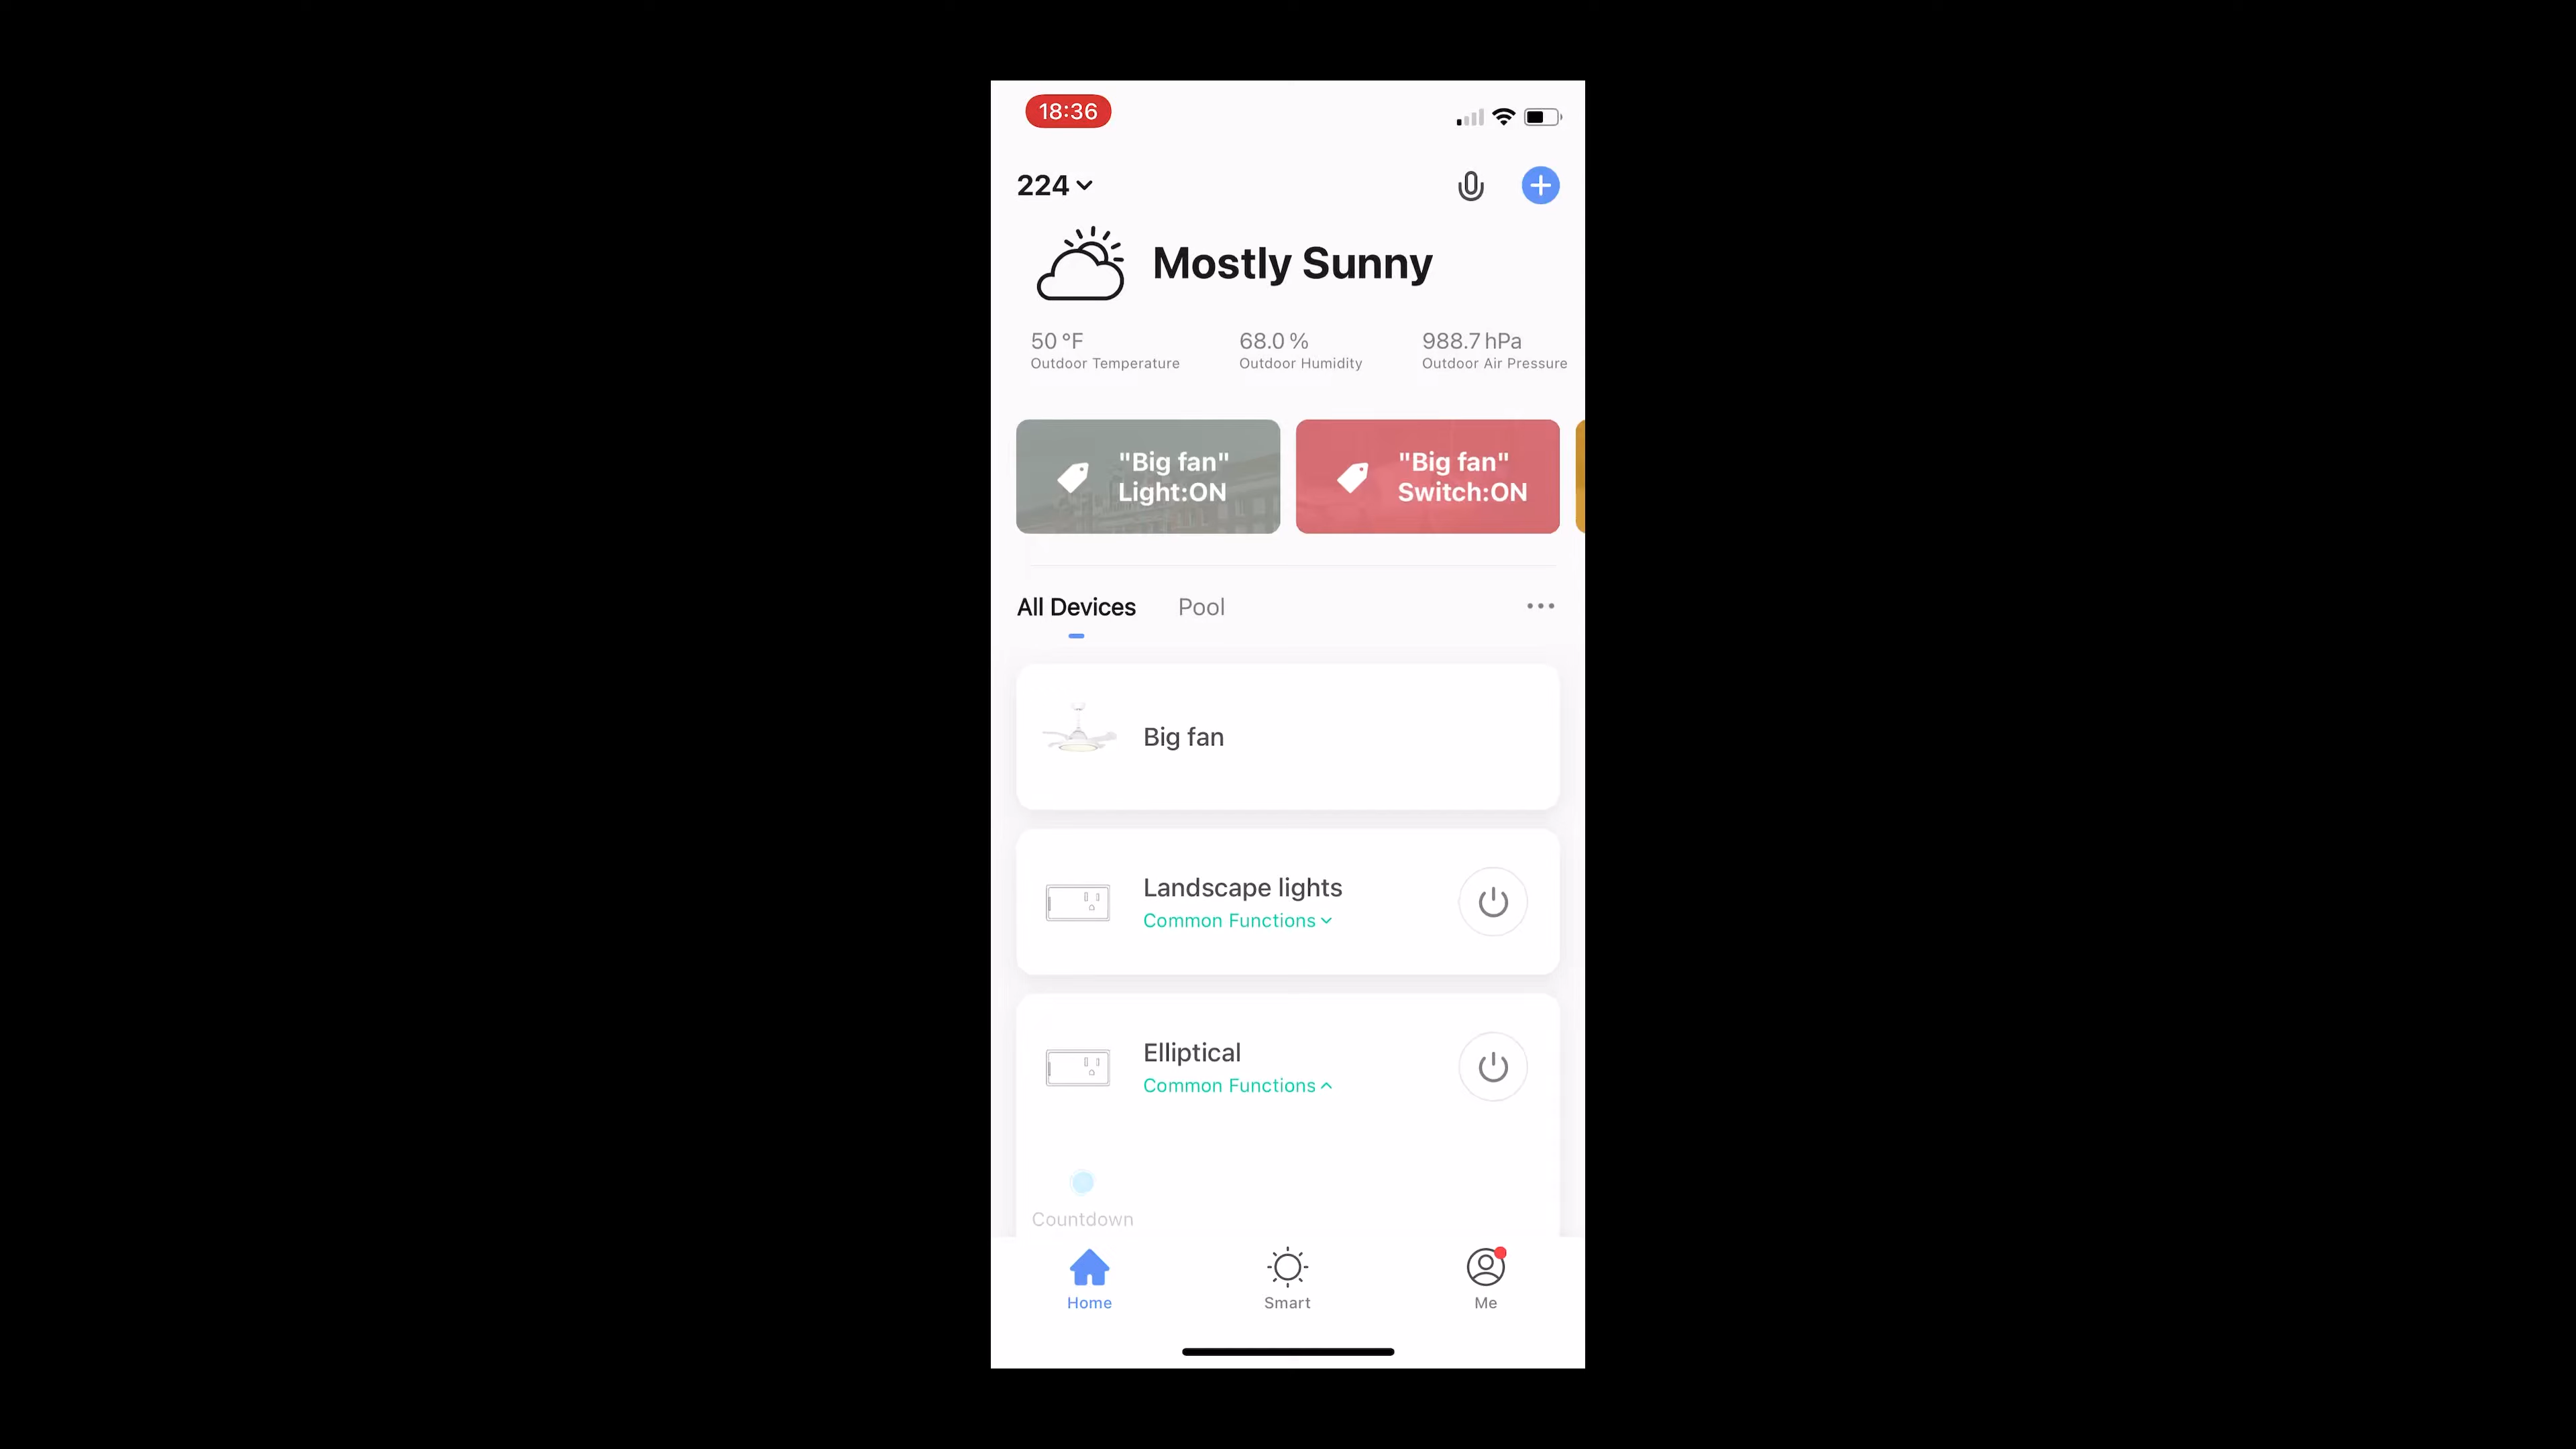 18:36
224
Mostly Sunny
50 °F
68.0 %
988.7 hPa
Outdoor Temperature
Outdoor Humidity
Outdoor Air Pressure
"Big fan"
Light:ON
"Big fan"
Switch:ON
All Devices
Pool
Big fan
Landscape lights
Common Functions
Elliptical
Common Functions
Countdown
Home
Smart
Me